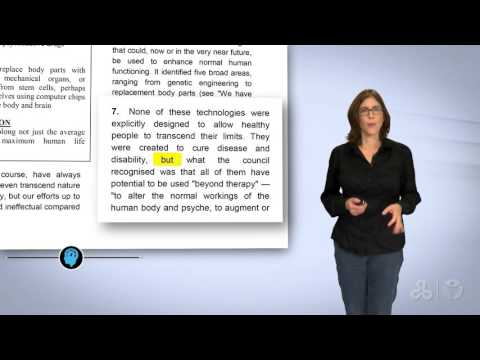 replace body parts with
mechanical organs, or
from stem cells, perhaps
selves using computer chips
e body and brain
ON
olong not just the average
maximum human life
course, have always
even transcend nature
y, but our efforts up to
d ineffectual compared
that could, now or in the very near future,
be used to enhance normal human
functioning. It identified five broad areas,
ranging from genetic engineering to
replacement body parts (see "We have
7. None of these technologies were
explicitly designed to allow healthy
people to transcend their limits. They
were created to cure disease and
disability, but what the council
recognised was that all of them have
potential to be used "beyond therapy" —
"to alter the normal workings of the
human body and psyche, to augment or